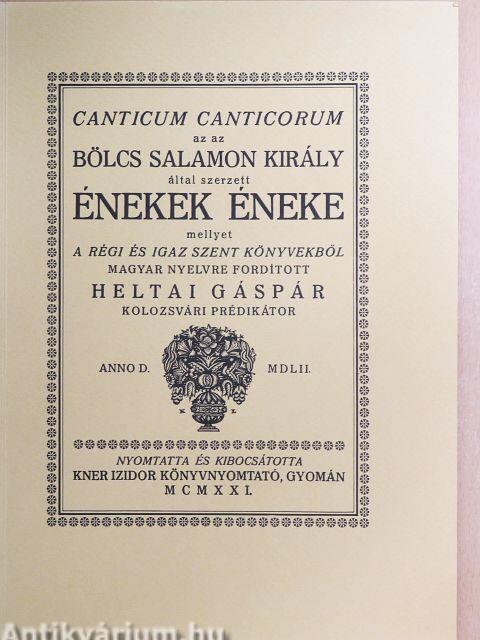 CANTICUM CANTICORUM
az az
BÖLCS SALAMON KIRÁLY
által szerzett
ÉNEKEK ÉNEKE
mellyet
A RÉGI ÉS IGAZ SZENT KÖNYVEKBŐL
MAGYAR NYELVRE FORDÍTOTT
HELTAI GÁSPÁR
KOLOZSVÁRI PRÉDIKÁTOR
ANNO D. MDLII.
K L
NYOMTATTA ÉS KIBOCSÁTOTTA
KNER IZIDOR KÖNYVNYOMTATÓ, GYOMÁN
MCMXXI.
Antikvárium.hu